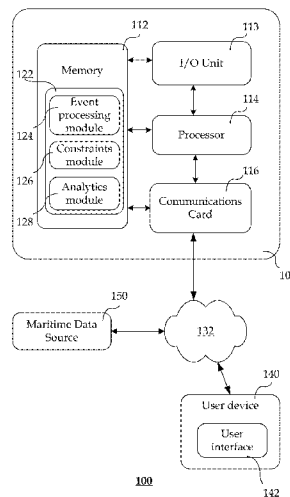 112
113
Memory
I/O Unit
122
Event
processing
module
114
124
Processor
Constraints
module
126
116
Analytics
module
128
Communications
Card
10
150
132
Maritime Data
Source
140
User device
User
interface
100
142